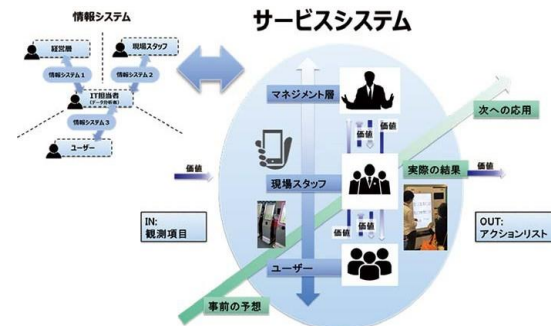 情報システム
サービスシステム
経営層
現場スタッフ
情報システム1
情報システム2
IT担当者
(データ分析者)
情報システム3
ユーザー
マネジメント層
価値
価値
次への応用
価値
現場スタッフ
実際の結果
価値
IN:
観測項目
価値
価値
OUT:
アクションリスト
ユーザー
事前の予想